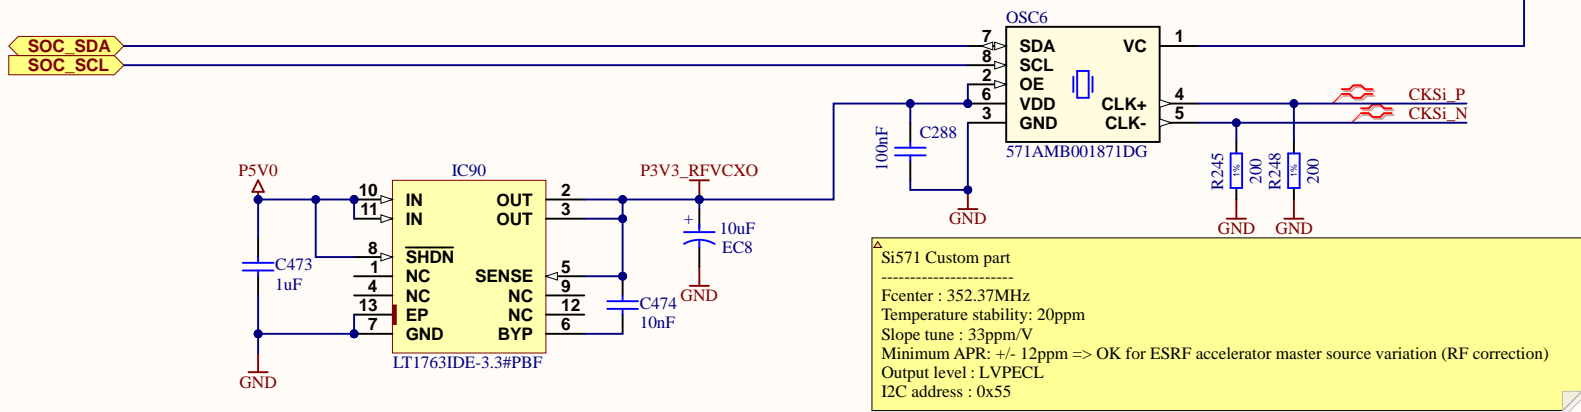 OSC6
SOC_SDA
SOC_SCL
7 SDA VC 1
8 SCL
2 OE
6 VDD CLK+ 4 CKSi_P
3 GND CLK- 5 CKSi_N
571AMB001871DG
C288
100nF
GND
R245 1% 200
R248 1% 200
GND GND
P5V0 IC90 P3V3_RFVCXO
10 IN OUT 2
11 IN OUT 3
8 SHDN
1 NC SENSE 5
4 NC NC 9
13 EP NC 12
7 GND BYP 6
LT1763IDE-3.3#PBF
C473
1uF
GND
+ 10uF
EC8
GND
C474
10nF
Si571 Custom part
-----------------------
Fcenter : 352.37MHz
Temperature stability: 20ppm
Slope tune : 33ppm/V
Minimum APR: +/- 12ppm => OK for ESRF accelerator master source variation (RF correction)
Output level : LVPECL
I2C address : 0x55